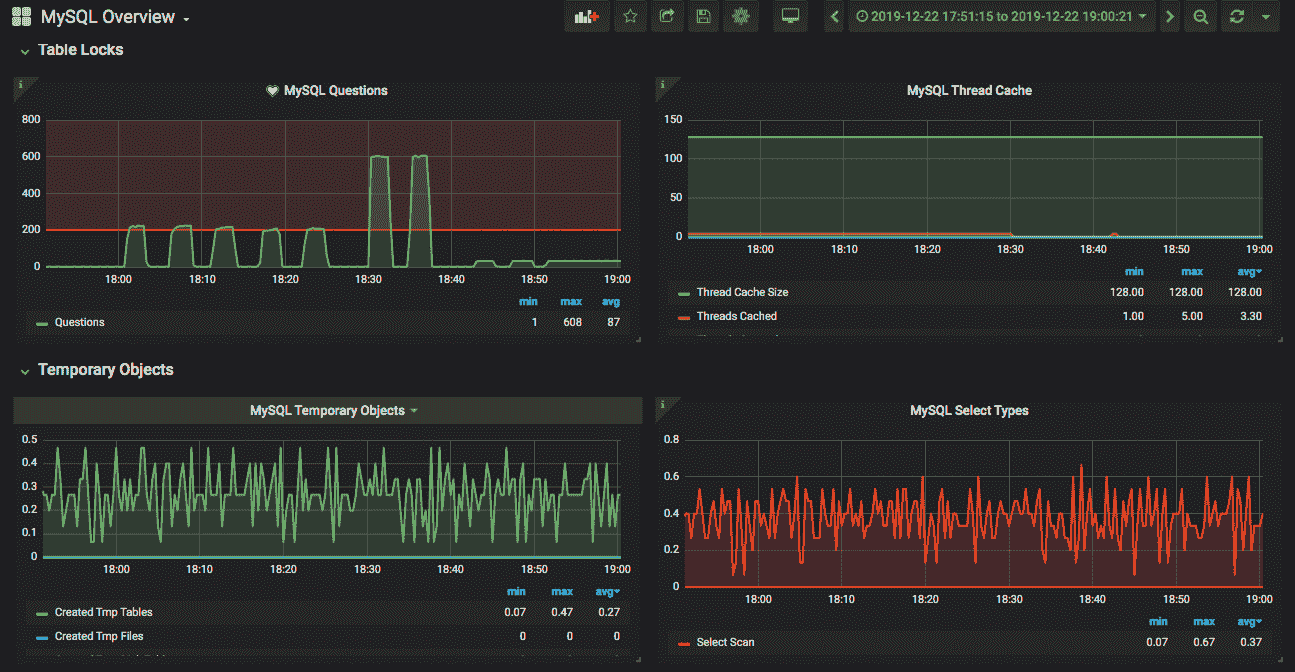 MySQL Overview
2019-12-22 17:51:15 to 2019-12-22 19:00:21
Table Locks
i
MySQL Questions
800
600
400
200
0
18:00 18:10 18:20 18:30 18:40 18:50 19:00
min max avg
Questions 1 608 87
i
MySQL Thread Cache
150
100
50
0
18:00 18:10 18:20 18:30 18:40 18:50 19:00
min max avg
Thread Cache Size 128.00 128.00 128.00
Threads Cached 1.00 5.00 3.30
Temporary Objects
MySQL Temporary Objects
0.5
0.4
0.3
0.2
0.1
0
18:00 18:10 18:20 18:30 18:40 18:50 19:00
min max avg
Created Tmp Tables 0.07 0.47 0.27
Created Tmp Files 0 0 0
i
MySQL Select Types
0.8
0.6
0.4
0.2
0
18:00 18:10 18:20 18:30 18:40 18:50 19:00
min max avg
Select Scan 0.07 0.67 0.37